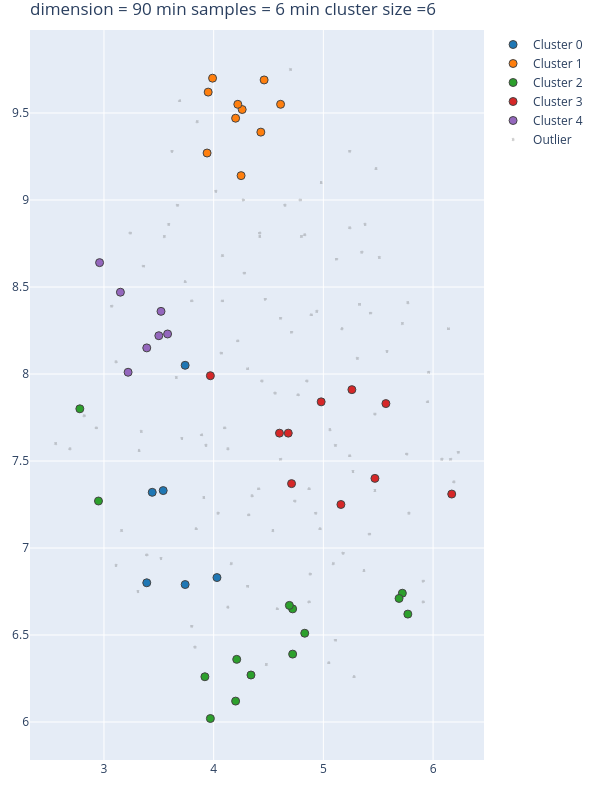 dimension = 90 min samples = 6 min cluster size =6
Cluster 0
Cluster 1
Cluster 2
Cluster 3
Cluster 4
Outlier
9.5
9
8.5
8
7.5
7
6.5
6
3 4 5 6